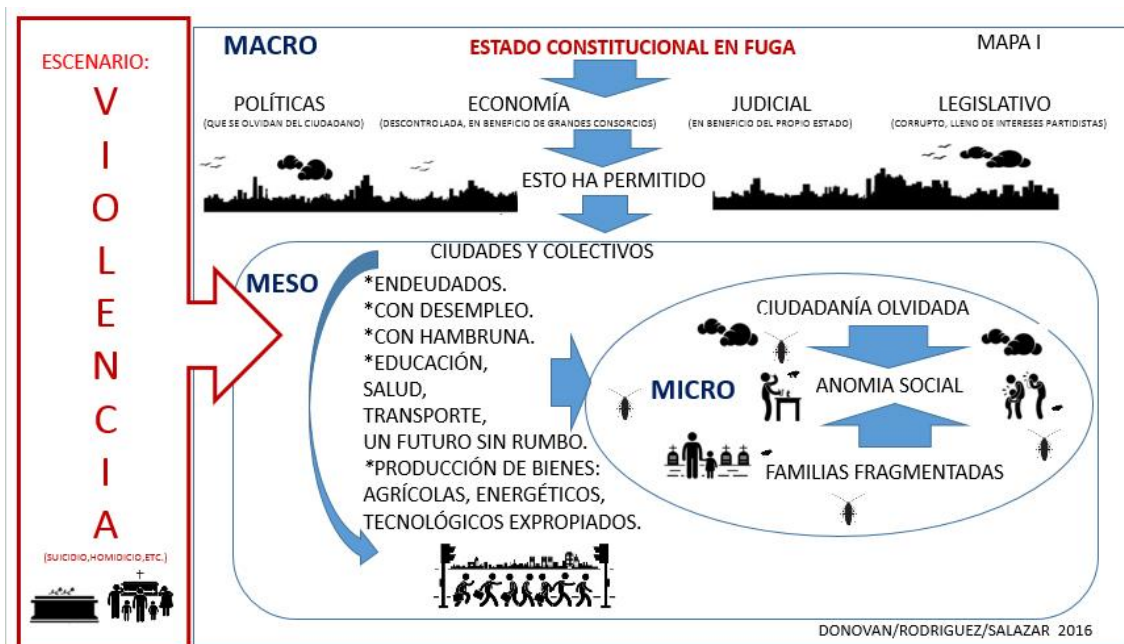 ESCENARIO:
VIOLENCIA
(SUICIDIO,HOMIDICIO,ETC.)
MACRO
ESTADO CONSTITUCIONAL EN FUGA
MAPA I
POLÍTICAS
(QUE SE OLVIDAN DEL CIUDADANO)
ECONOMÍA
(DESCONTROLADA, EN BENEFICIO DE GRANDES CONSORCIOS)
JUDICIAL
(EN BENEFICIO DEL PROPIO ESTADO)
LEGISLATIVO
(CORRUPTO, LLENO DE INTERESES PARTIDISTAS)
ESTO HA PERMITIDO
MESO
CIUDADES Y COLECTIVOS
*ENDEUDADOS.
*CON DESEMPLEO.
*CON HAMBRUNA.
*EDUCACIÓN,
SALUD,
TRANSPORTE,
UN FUTURO SIN RUMBO.
*PRODUCCIÓN DE BIENES:
AGRÍCOLAS, ENERGÉTICOS,
TECNOLÓGICOS EXPROPIADOS.
MICRO
CIUDADANÍA OLVIDADA
ANOMIA SOCIAL
FAMILIAS FRAGMENTADAS
DONOVAN/RODRIGUEZ/SALAZAR 2016